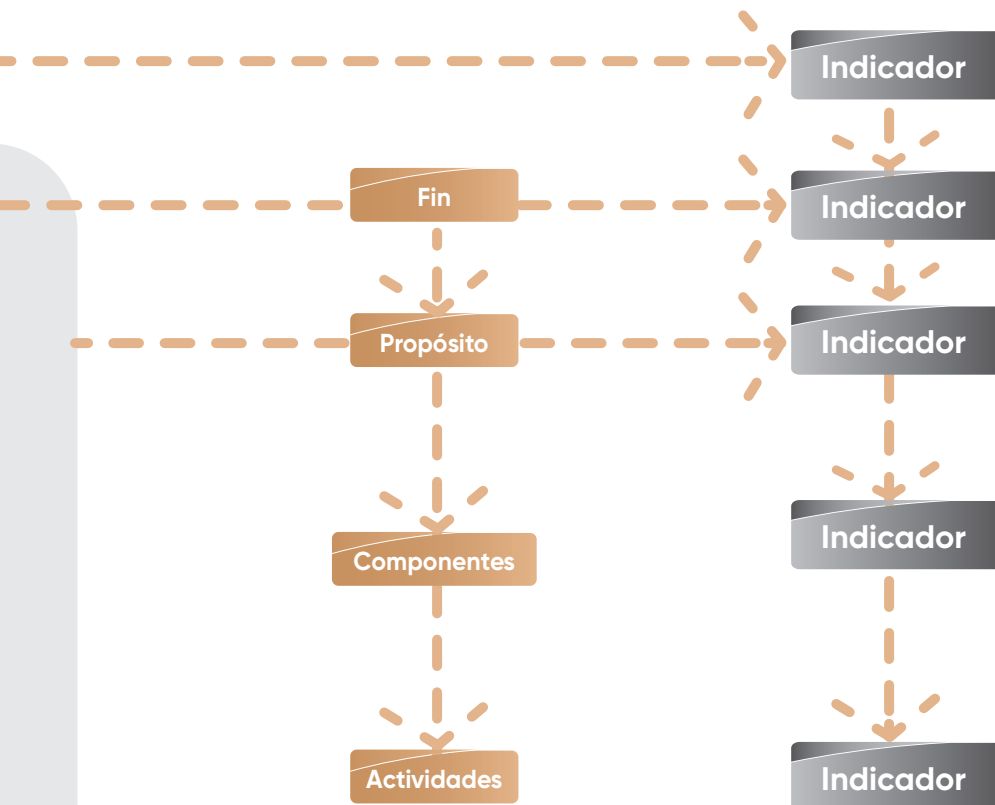 Indicador
Fin
Indicador
Propósito
Indicador
Componentes
Indicador
Actividades
Indicador